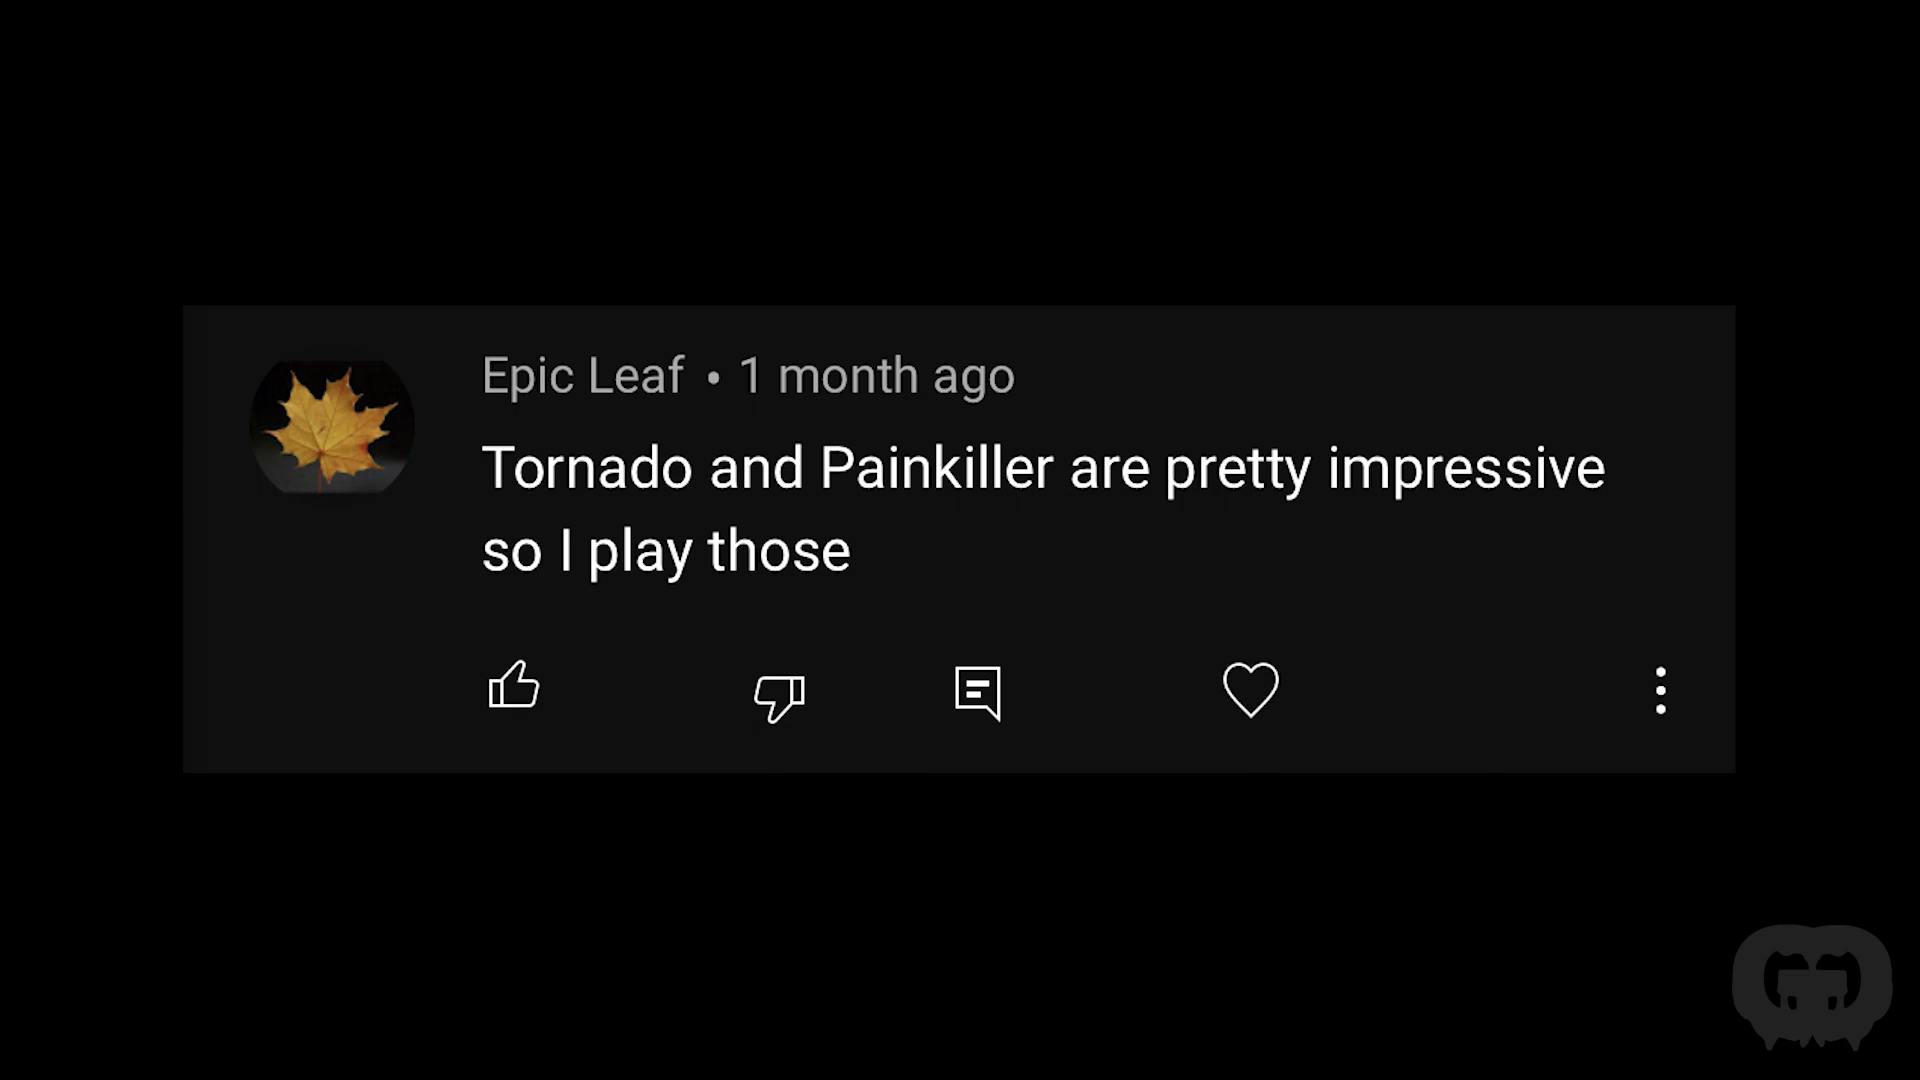 Epic Leaf • 1 month ago
Tornado and Painkiller are pretty impressive
so I play those